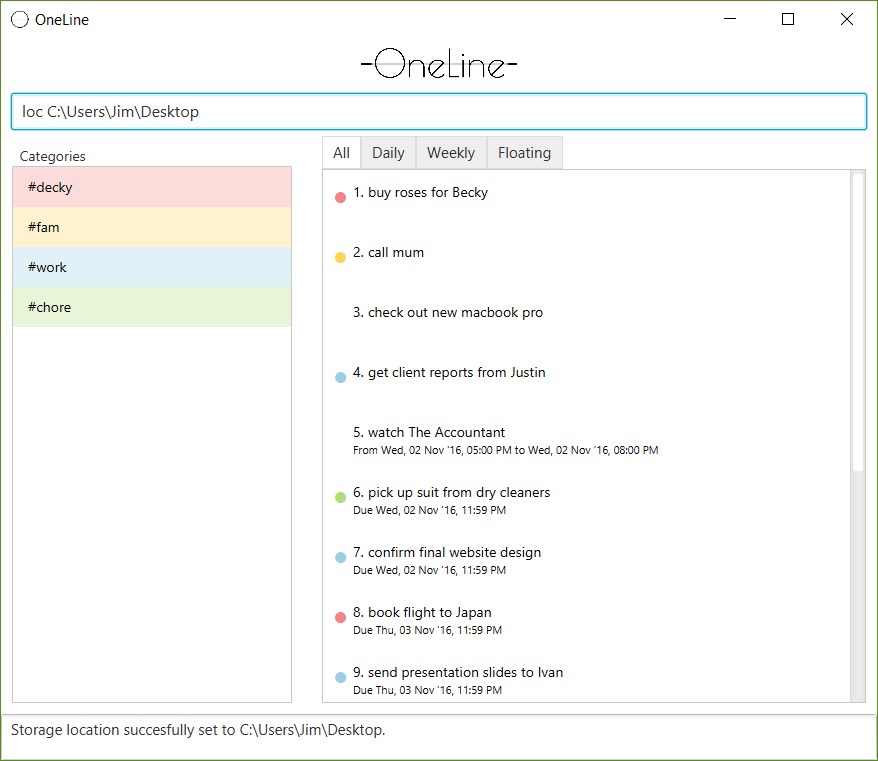 OneLine
-OneLine-
loc C:\Users\Jim\Desktop
Categories
#decky
#fam
#work
#chore
All Daily Weekly Floating
1. buy roses for Becky
2. call mum
3. check out new macbook pro
4. get client reports from Justin
5. watch The Accountant
From Wed, 02 Nov '16, 05:00 PM to Wed, 02 Nov '16, 08:00 PM
6. pick up suit from dry cleaners
Due Wed, 02 Nov '16, 11:59 PM
7. confirm final website design
Due Wed, 02 Nov '16, 11:59 PM
8. book flight to Japan
Due Thu, 03 Nov '16, 11:59 PM
9. send presentation slides to Ivan
Due Thu, 03 Nov '16, 11:59 PM
Storage location succesfully set to C:\Users\Jim\Desktop.